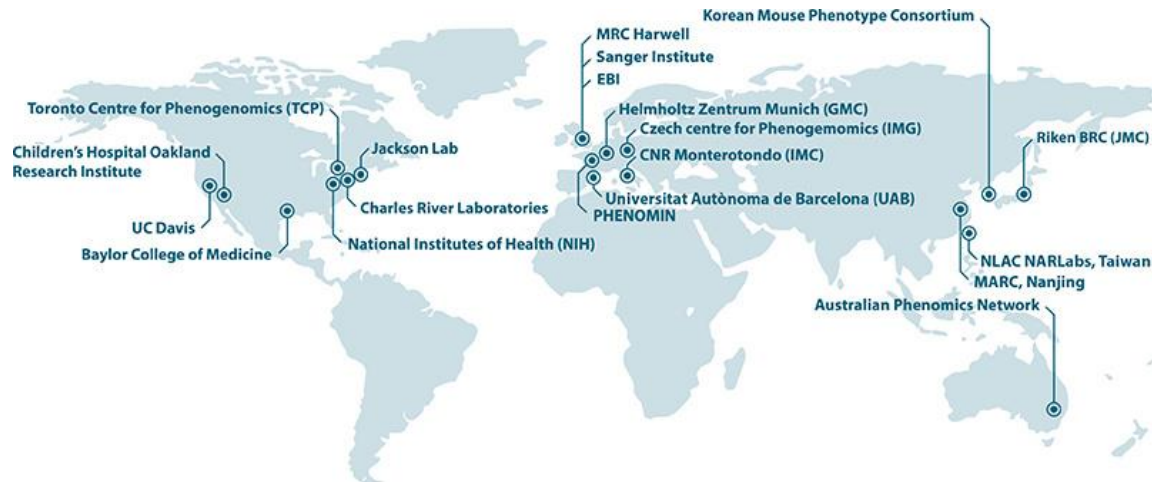 Korean Mouse Phenotype Consortium
MRC Harwell
Sanger Institute
EBI
Toronto Centre for Phenogenomics (TCP)
Helmholtz Zentrum Munich (GMC)
Czech centre for Phenogemomics (IMG)
Riken BRC (JMC)
Children's Hospital Oakland
Research Institute
Jackson Lab
CNR Monterotondo (IMC)
Universitat Autònoma de Barcelona (UAB)
Charles River Laboratories
PHENOMIN
UC Davis
National Institutes of Health (NIH)
Baylor College of Medicine
NLAC NARLabs, Taiwan
MARC, Nanjing
Australian Phenomics Network